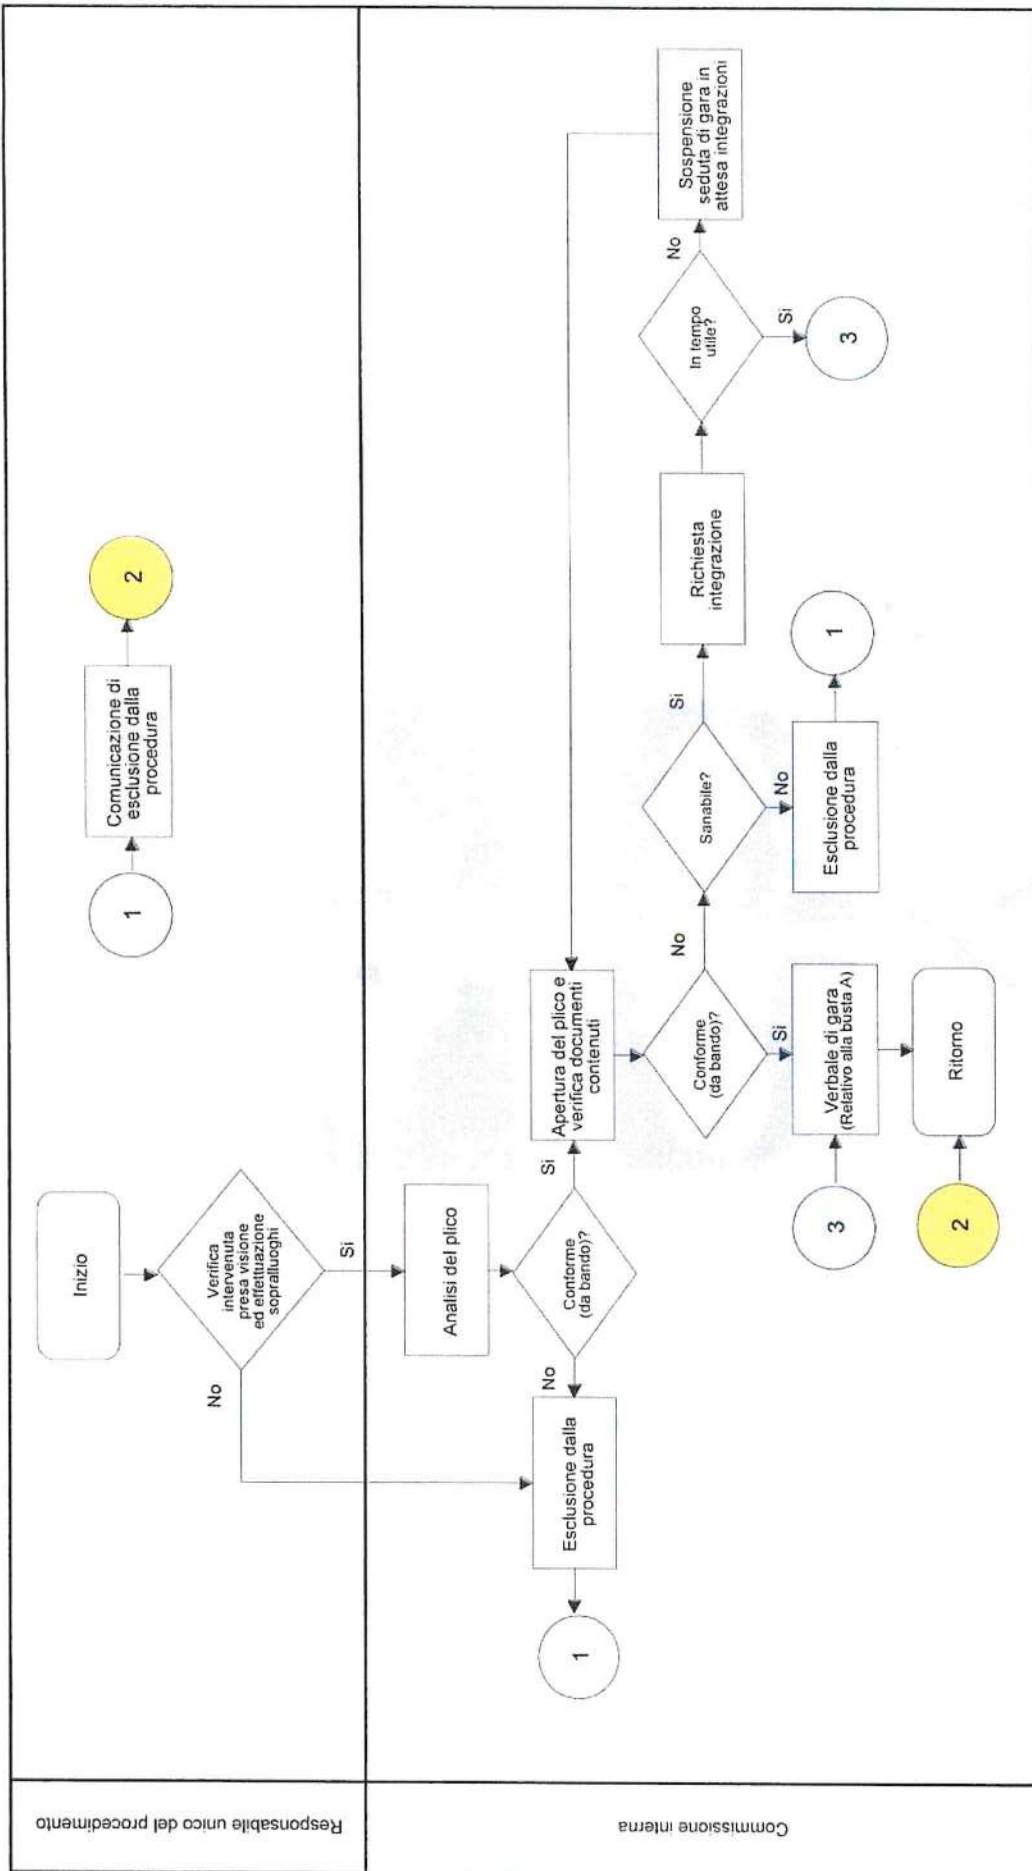 Responsabile unico del procedimento
Inizio
Verifica
intervenuta
presa visione
ed effettuazione
sopralluoghi
No
Si
1
Comunicazione di
esclusione dalla
procedura
2
Commissione interna
Analisi del plico
Conforme
(da bando)?
No
Si
Esclusione dalla
procedura
1
Apertura del plico e
verifica documenti
contenuti
Conforme
(da bando)?
No
Si
Sanabile?
Si
No
Richiesta
integrazione
In tempo
utile?
No
Si
Sospensione
seduta di gara in
attesa integrazioni
3
Esclusione dalla
procedura
1
3
Verbale di gara
(Relativo alla busta A)
2
Ritorno